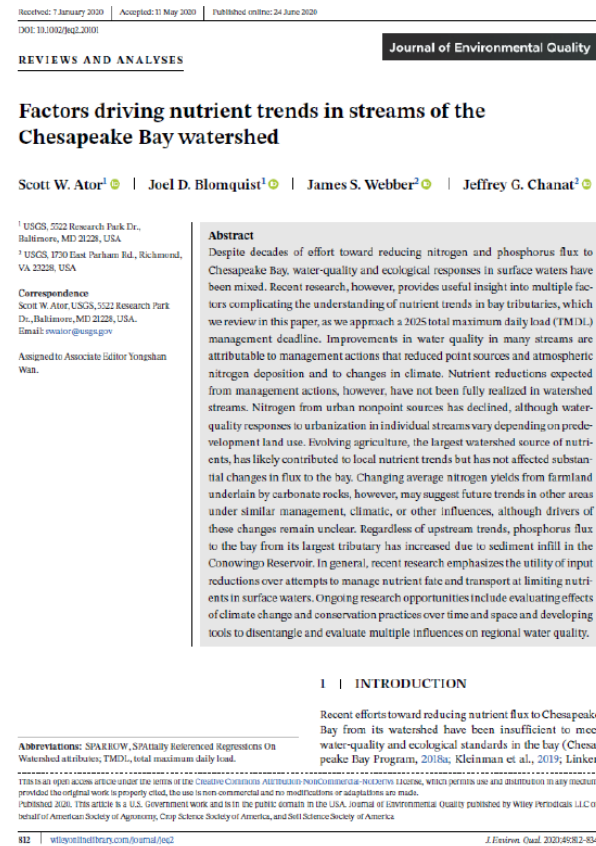 Received: 7 January 2020 | Accepted: 11 May 2020 | Published online: 24 June 2020
DOI: 10.1002/jeq2.20101
Journal of Environmental Quality
REVIEWS AND ANALYSES
Factors driving nutrient trends in streams of the
Chesapeake Bay watershed
Scott W. Ator1 | Joel D. Blomquist1 | James S. Webber2 | Jeffrey G. Chanat2
1 USGS, 5522 Research Park Dr.,
Baltimore, MD 21228, USA
2 USGS, 1730 East Parham Rd., Richmond,
VA 23228, USA
Correspondence
Scott W. Ator, USGS, 5522 Research Park
Dr., Baltimore, MD 21228, USA.
Email: swator@usgs.gov
Assigned to Associate Editor Yongshan
Wan.
Abstract
Despite decades of effort toward reducing nitrogen and phosphorus flux to
Chesapeake Bay, water-quality and ecological responses in surface waters have
been mixed. Recent research, however, provides useful insight into multiple fac-
tors complicating the understanding of nutrient trends in bay tributaries, which
we review in this paper, as we approach a 2025 total maximum daily load (TMDL)
management deadline. Improvements in water quality in many streams are
attributable to management actions that reduced point sources and atmospheric
nitrogen deposition and to changes in climate. Nutrient reductions expected
from management actions, however, have not been fully realized in watershed
streams. Nitrogen from urban nonpoint sources has declined, although water-
quality responses to urbanization in individual streams vary depending on prede-
velopment land use. Evolving agriculture, the largest watershed source of nutri-
ents, has likely contributed to local nutrient trends but has not affected substan-
tial changes in flux to the bay. Changing average nitrogen yields from farmland
underlain by carbonate rocks, however, may suggest future trends in other areas
under similar management, climatic, or other influences, although drivers of
these changes remain unclear. Regardless of upstream trends, phosphorus flux
to the bay from its largest tributary has increased due to sediment infill in the
Conowingo Reservoir. In general, recent research emphasizes the utility of input
reductions over attempts to manage nutrient fate and transport at limiting nutri-
ents in surface waters. Ongoing research opportunities include evaluating effects
of climate change and conservation practices over time and space and developing
tools to disentangle and evaluate multiple influences on regional water quality.
1 | INTRODUCTION
Recent efforts toward reducing nutrient flux to Chesapeake
Bay from its watershed have been insufficient to mee
water-quality and ecological standards in the bay (Chesa
peake Bay Program, 2018a; Kleinman et al., 2019; Linker
Abbreviations: SPARROW, SPAtially Referenced Regressions On
Watershed attributes; TMDL, total maximum daily load.
This is an open access article under the terms of the Creative Commons Attribution-NonCommercial-NoDerivs License, which permits use and distribution in any medium
provided the original work is properly cited, the use is non-commercial and no modifications or adaptations are made.
Published 2020. This article is a U.S. Government work and is in the public domain in the USA. Journal of Environmental Quality published by Wiley Periodicals LLC o
behalf of American Society of Agronomy, Crop Science Society of America, and Soil Science Society of America
812 | wileyonlinelibrary.com/journal/jeq2
J. Environ. Qual. 2020;49:812–834